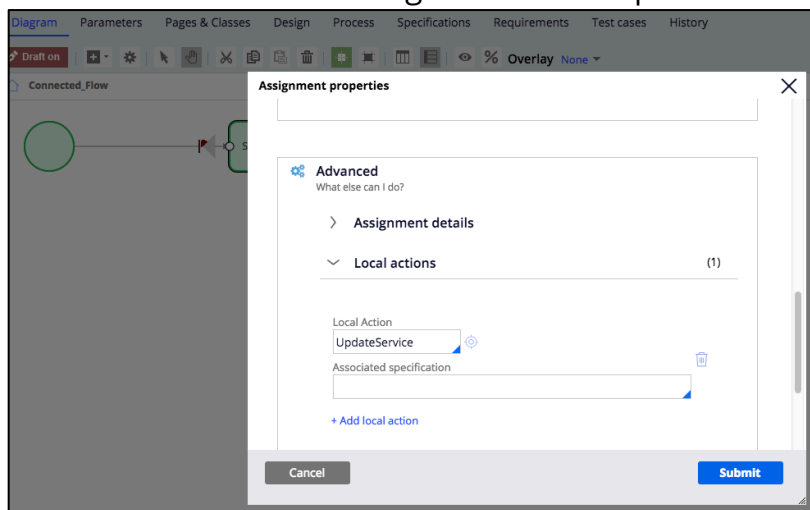 Diagram Parameters Pages & Classes Design Process Specifications Requirements Test cases History
Draft on % Overlay None
Connected_Flow
Assignment properties
S
Advanced
What else can I do?
Assignment details
Local actions (1)
Local Action
UpdateService
Associated specification
+ Add local action
Cancel Submit